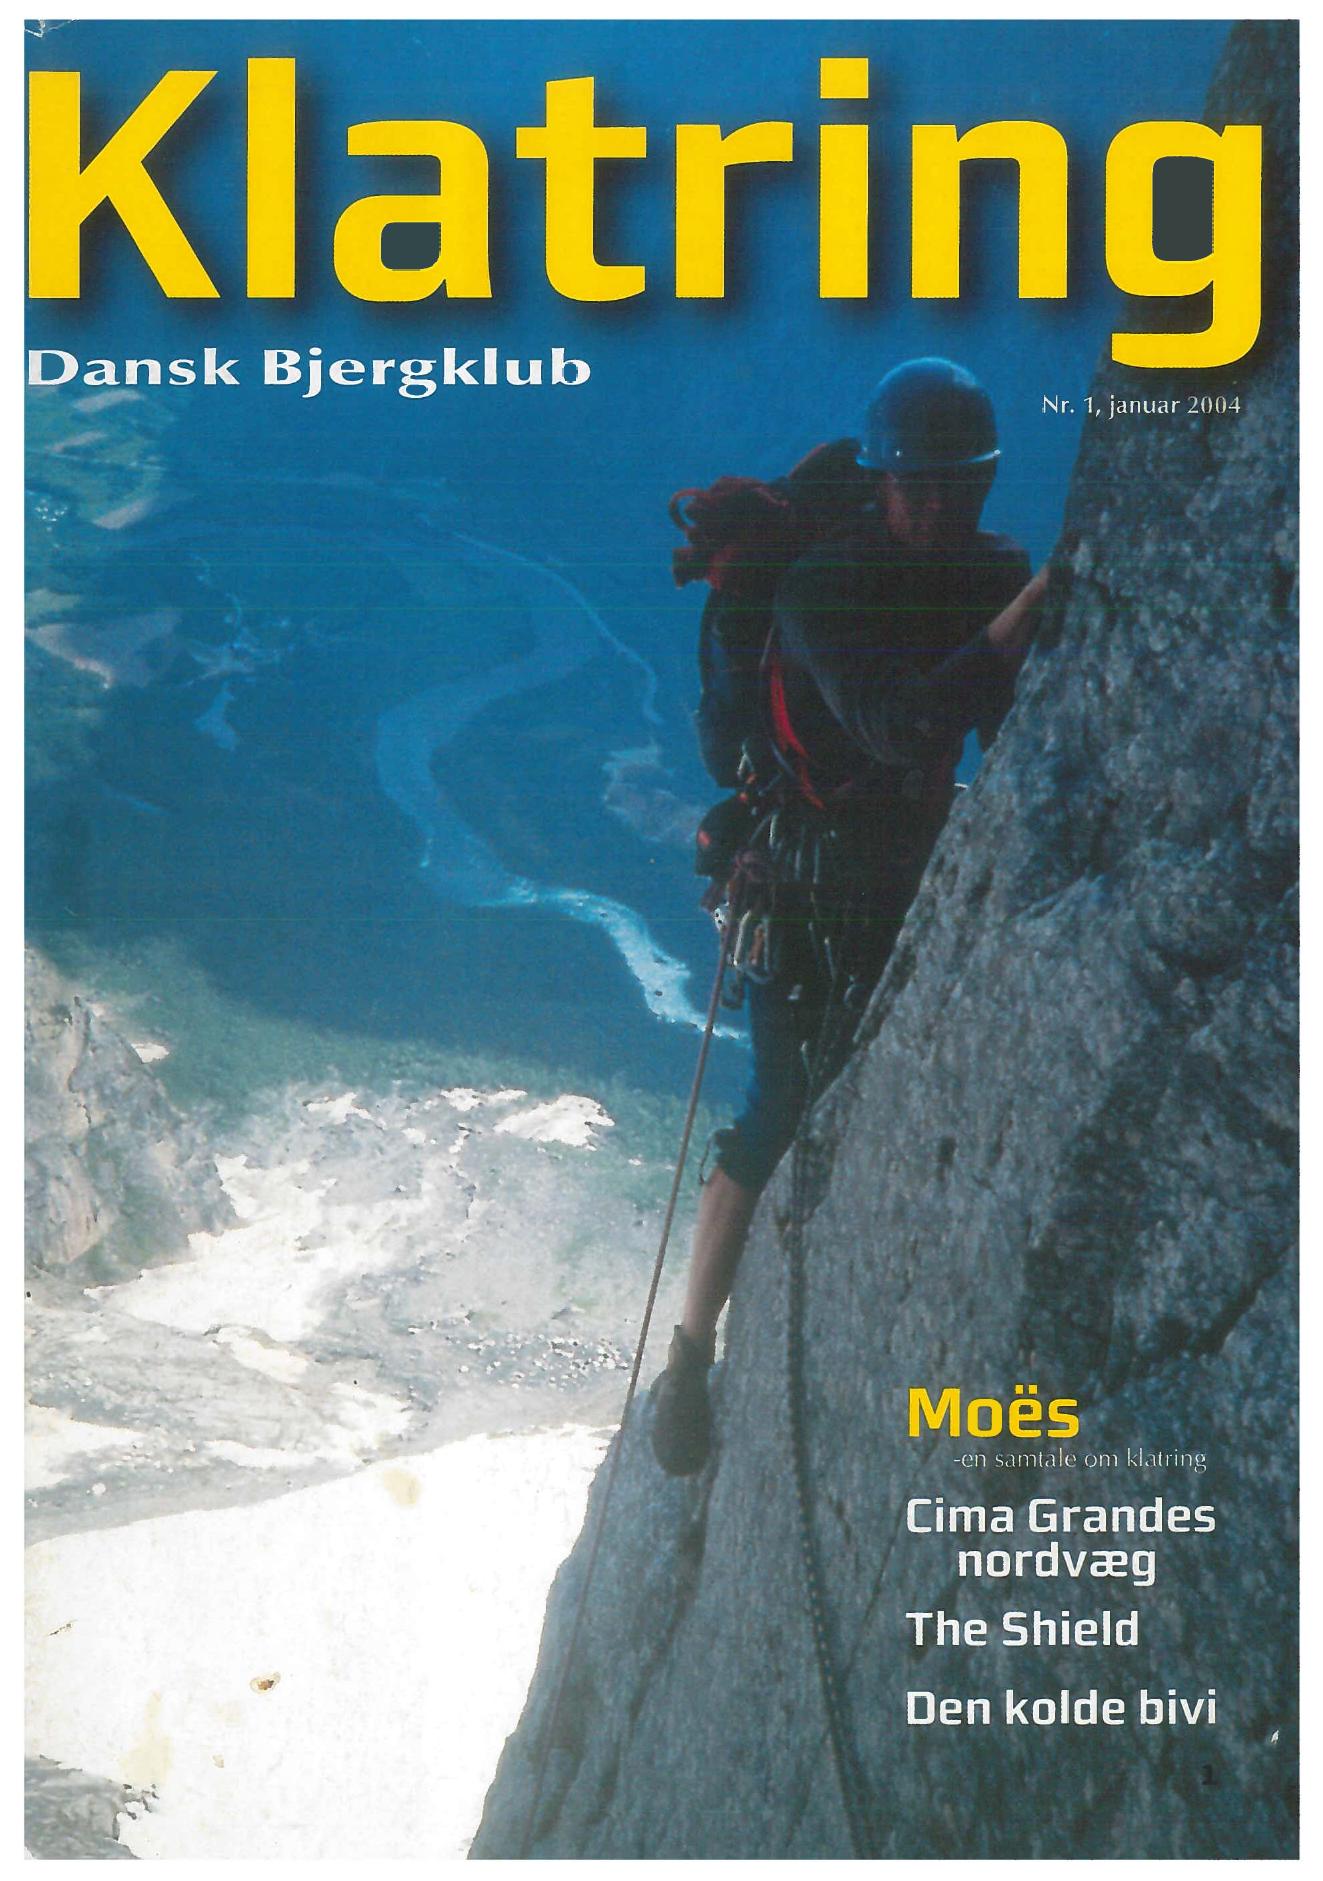 Klatring
Dansk Bjergklub
Nr. 1, januar 2004
Moës
-en samtale om klatring
Cima Grandes
nordvæg
The Shield
Den kolde bivi
1